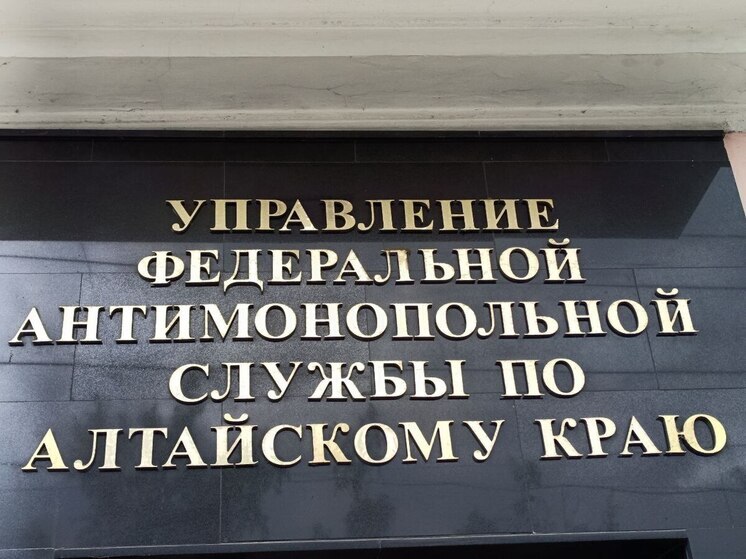 УПРАВЛЕНИЕ
ФЕДЕРАЛЬНОЙ
АНТИМОНОПОЛЬНОЙ
СЛУЖБЫ ПО
АЛТАЙСКОМУ КРАЮ